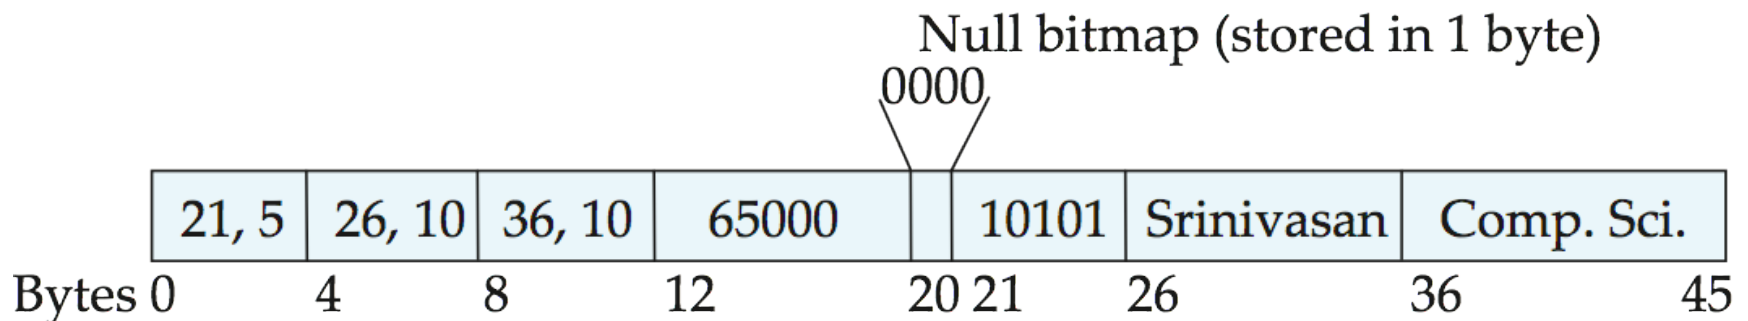 Null bitmap (stored in 1 byte)
0000
21, 5 26, 10 36, 10 65000 10101 Srinivasan Comp. Sci.
Bytes 0 4 8 12 20 21 26 36 45